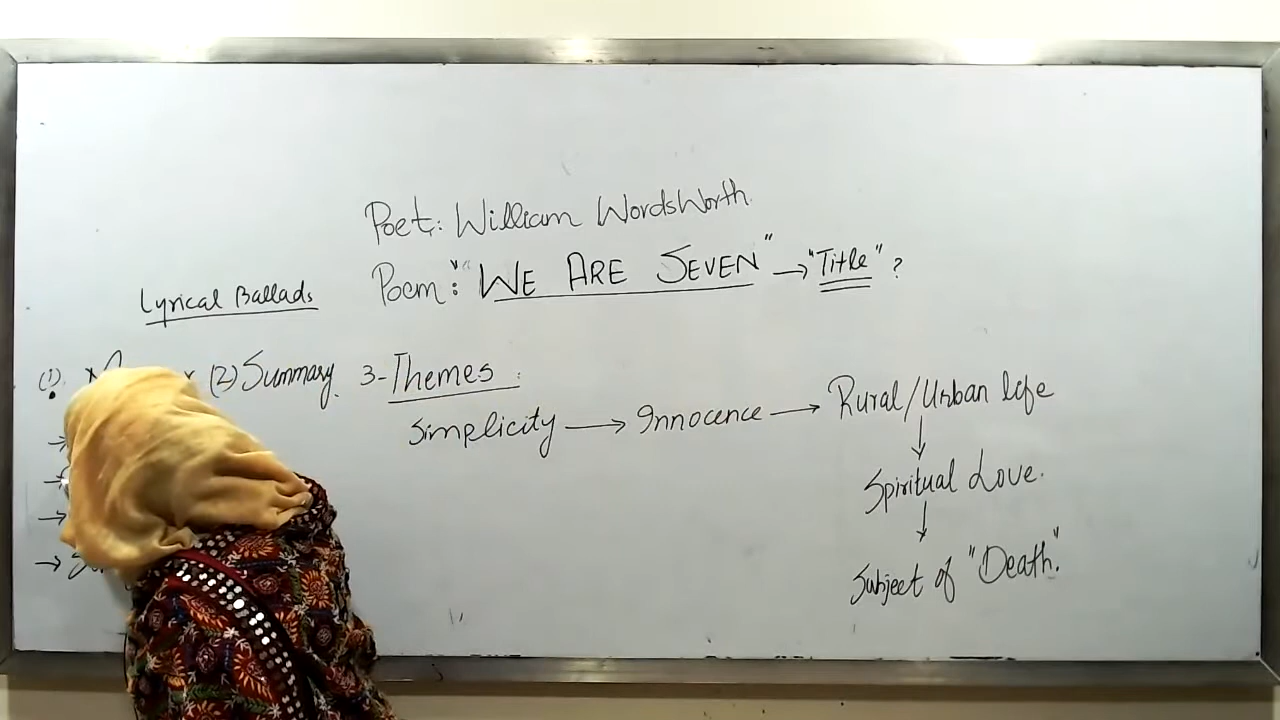 Poet: William WordsWorth
Poem: "WE ARE SEVEN" → "Title" ?
Lyrical Ballads
(1). (2) Summary. 3- Themes :
Simplicity → Innocence → Rural/Urban life
Spiritual Love.
Subject of "Death."